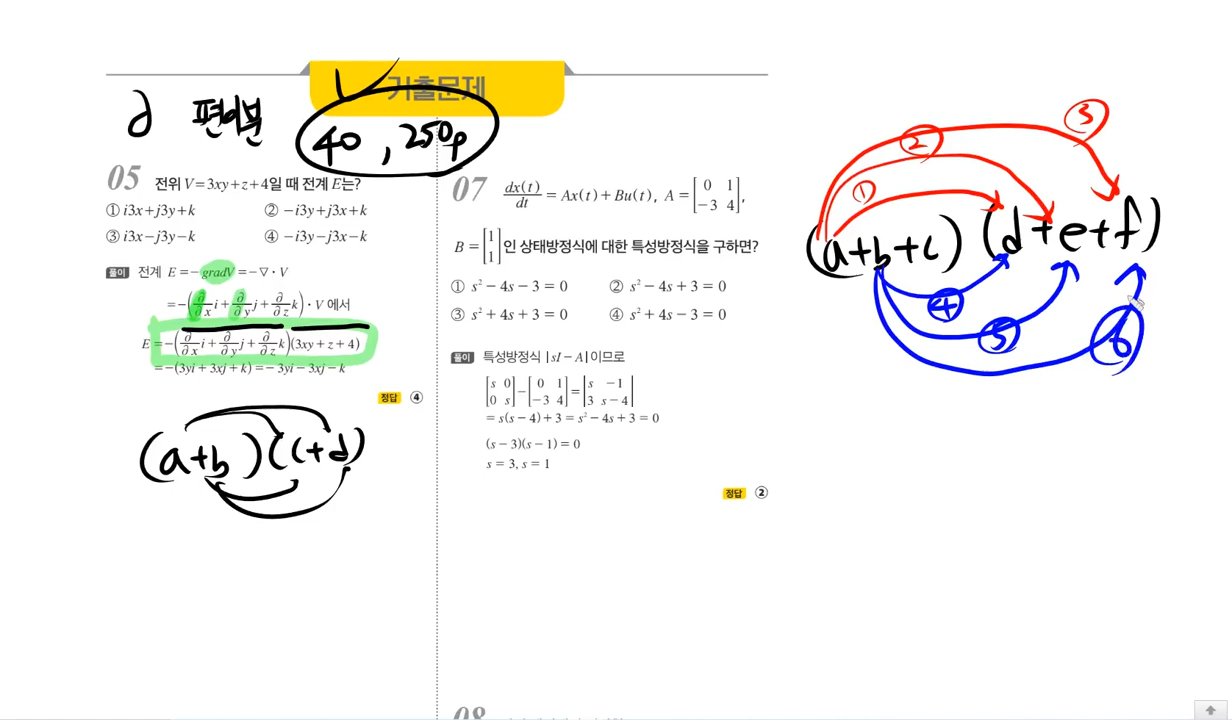 기출문제
∂ 편미분
40, 250p
05 전위 V=3xy+z+4일 때 전계 E는?
① i3x+j3y+k ② −i3y+j3x+k
③ i3x−j3y−k ④ −i3y−j3x−k
풀이 전계 E=−gradV=−∇·V
=−(∂/∂x i+∂/∂y j+∂/∂z k)·V 에서
E=−(∂/∂x i+∂/∂y j+∂/∂z k)(3xy+z+4)
=−(3yi+3xj+k)=−3yi−3xj−k
정답 ④
(a+b)(c+d)
07 dx(t)/dt = Ax(t)+Bu(t), A=[0 1; −3 4],
B=[1; 1]인 상태방정식에 대한 특성방정식을 구하면?
① s²−4s−3=0 ② s²−4s+3=0
③ s²+4s+3=0 ④ s²+4s−3=0
풀이 특성방정식 |sI−A|이므로
[s 0; 0 s]−[0 1; −3 4]=|s −1; 3 s−4|
=s(s−4)+3=s²−4s+3=0
(s−3)(s−1)=0
s=3, s=1
정답 ②
③
②
①
(a+b+c)(d+e+f)
④
⑤
⑥